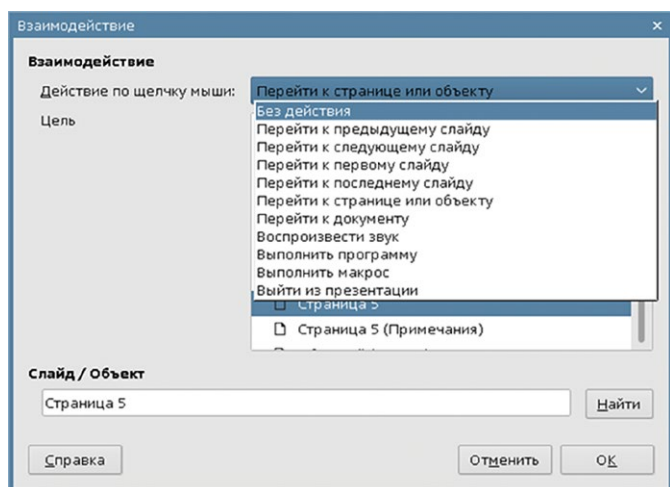 Взаимодействие
Взаимодействие
Действие по щелчку мыши: Перейти к странице или объекту
Цель
Без действия
Перейти к предыдущему слайду
Перейти к следующему слайду
Перейти к первому слайду
Перейти к последнему слайду
Перейти к странице или объекту
Перейти к документу
Воспроизвести звук
Выполнить программу
Выполнить макрос
Выйти из презентации
Страница 5
Страница 5 (Примечания)
Слайд / Объект
Страница 5 Найти
Справка Отменить OK